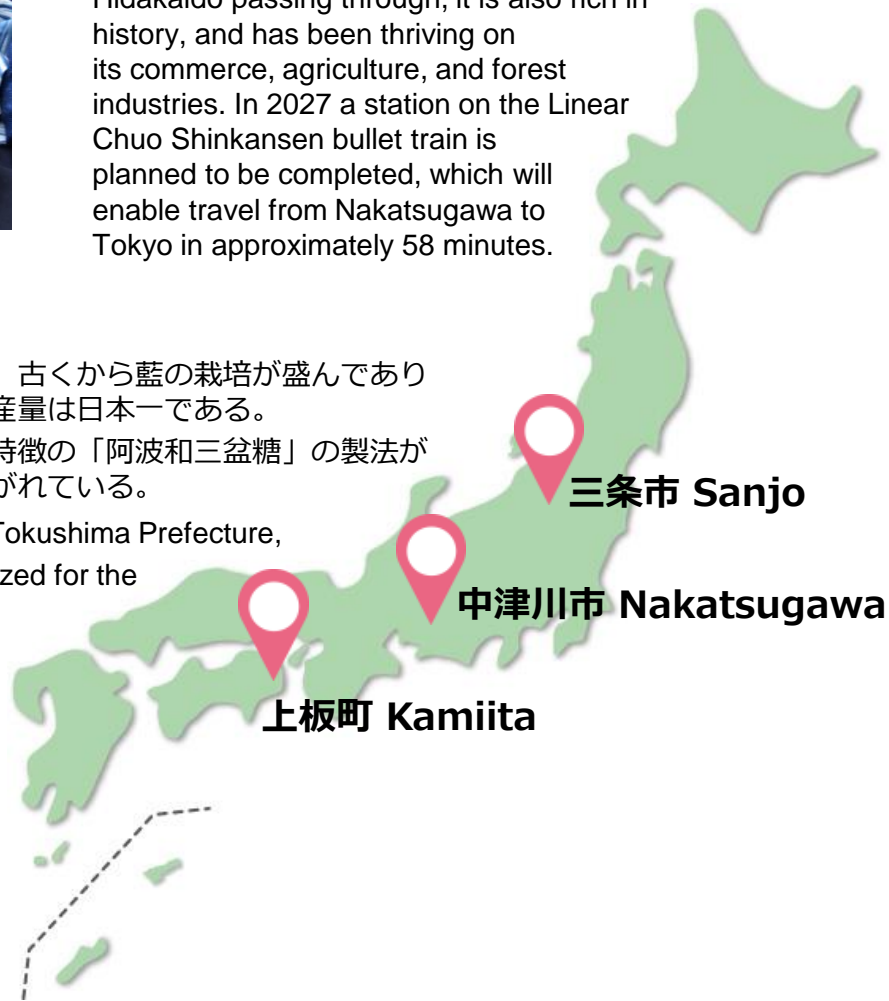 Hidakaido passing through, it is also rich in
history, and has been thriving on
its commerce, agriculture, and forest
industries. In 2027 a station on the Linear
Chuo Shinkansen bullet train is
planned to be completed, which will
enable travel from Nakatsugawa to
Tokyo in approximately 58 minutes.
古くから藍の栽培が盛んであり
産量は日本一である。
特徴の「阿波和三盆糖」の製法が
がれている。
Tokushima Prefecture,
zed for the
三条市 Sanjo
中津川市 Nakatsugawa
上板町 Kamiita